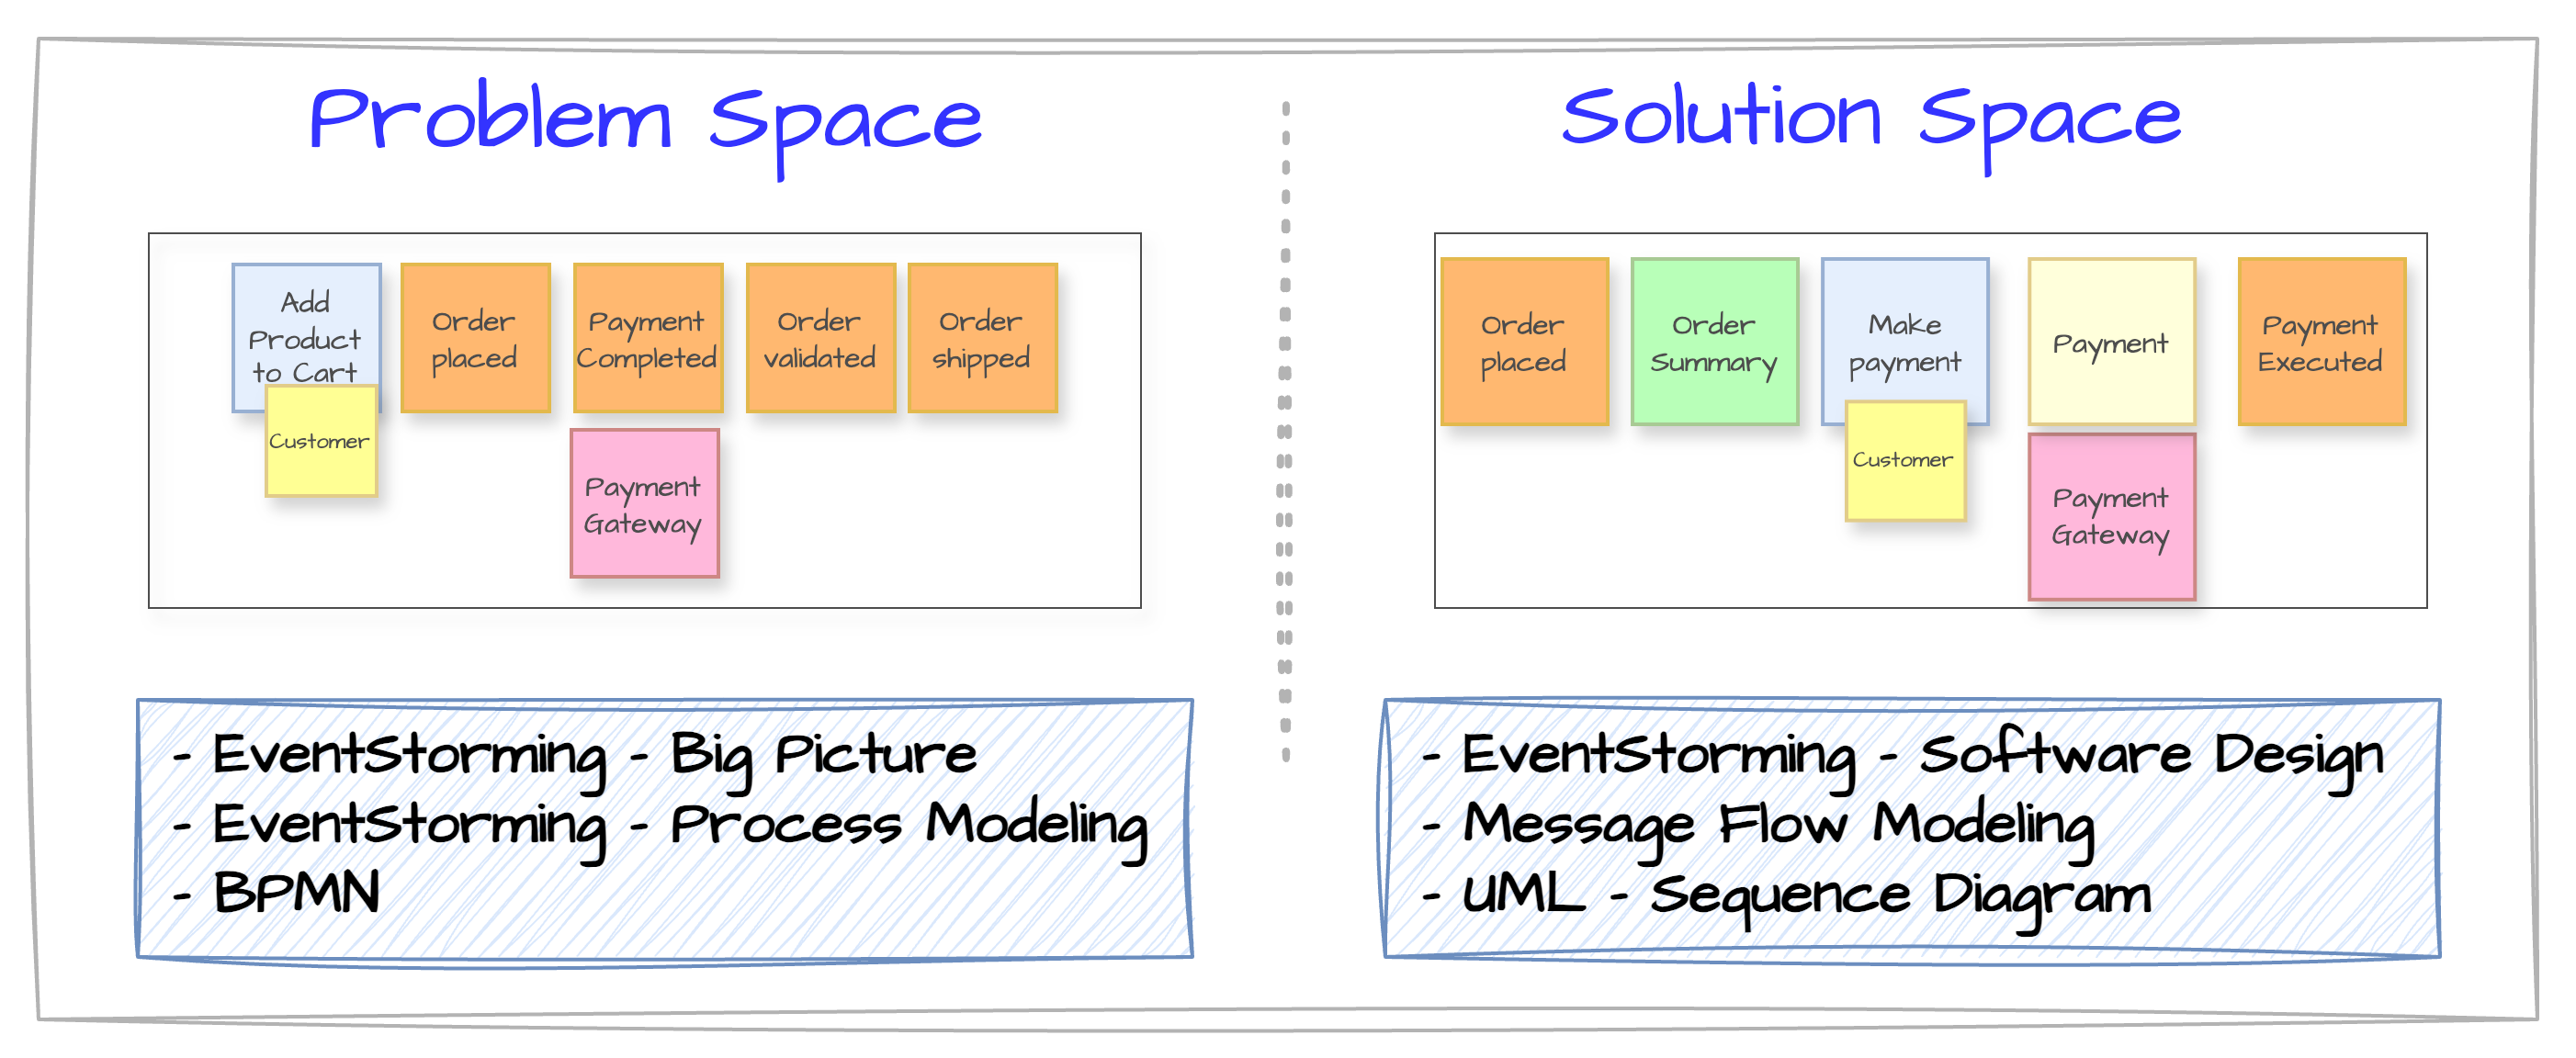 Problem Space
Add
Product
to Cart
Customer
Order
placed
Payment
Completed
Payment
Gateway
Order
validated
Order
shipped
- EventStorming - Big Picture
- EventStorming - Process Modeling
- BPMN
Solution Space
Order
placed
Order
Summary
Make
payment
Customer
Payment
Payment
Gateway
Payment
Executed
- EventStorming - Software Design
- Message Flow Modeling
- UML - Sequence Diagram